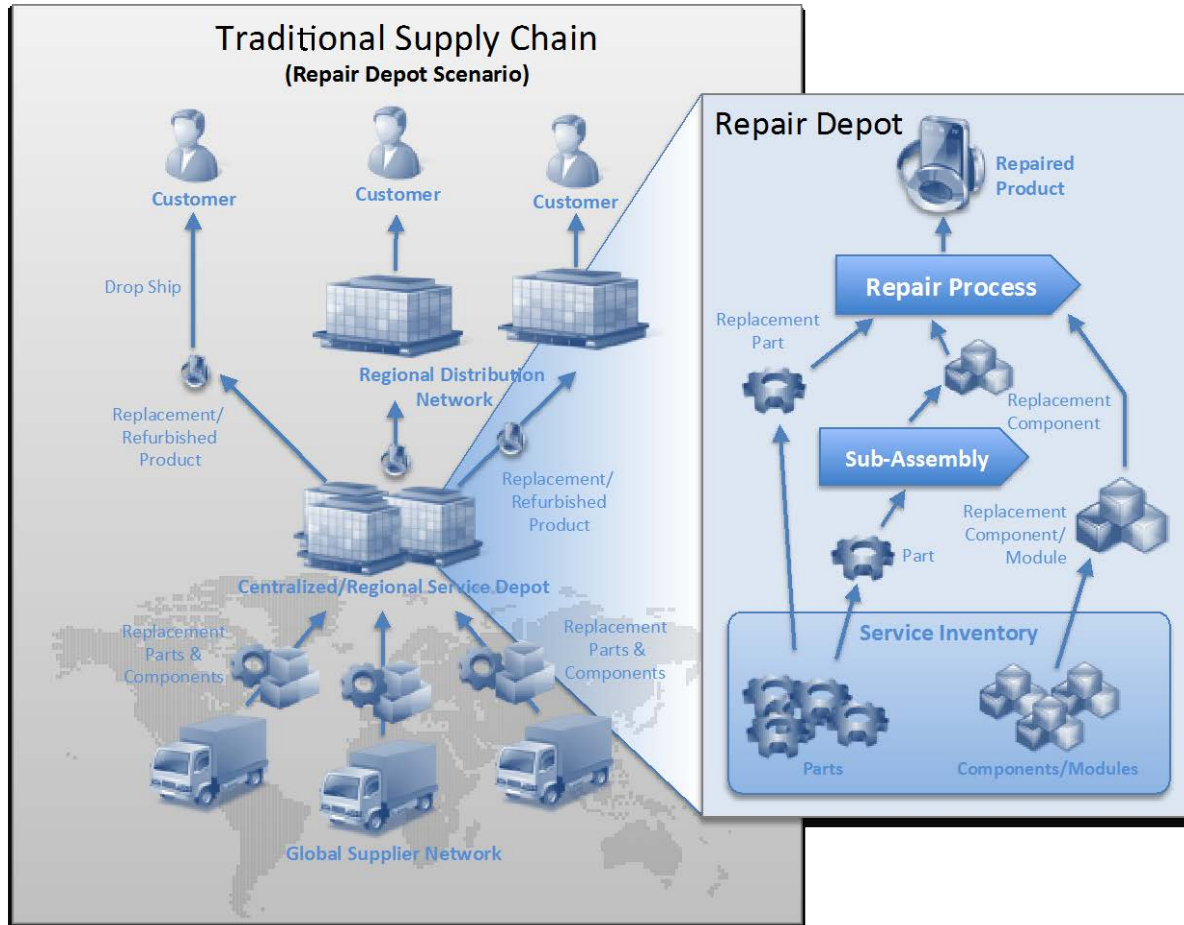 Traditional Supply Chain
(Repair Depot Scenario)
Customer
Customer
Customer
Drop Ship
Regional Distribution
Network
Replacement/
Refurbished
Product
Replacement/
Refurbished
Product
Centralized/Regional Service Depot
Replacement
Parts &
Components
Replacement
Parts &
Components
Global Supplier Network
Repair Depot
Repaired
Product
Repair Process
Replacement
Part
Replacement
Component
Sub-Assembly
Replacement
Component/
Module
Part
Service Inventory
Parts
Components/Modules